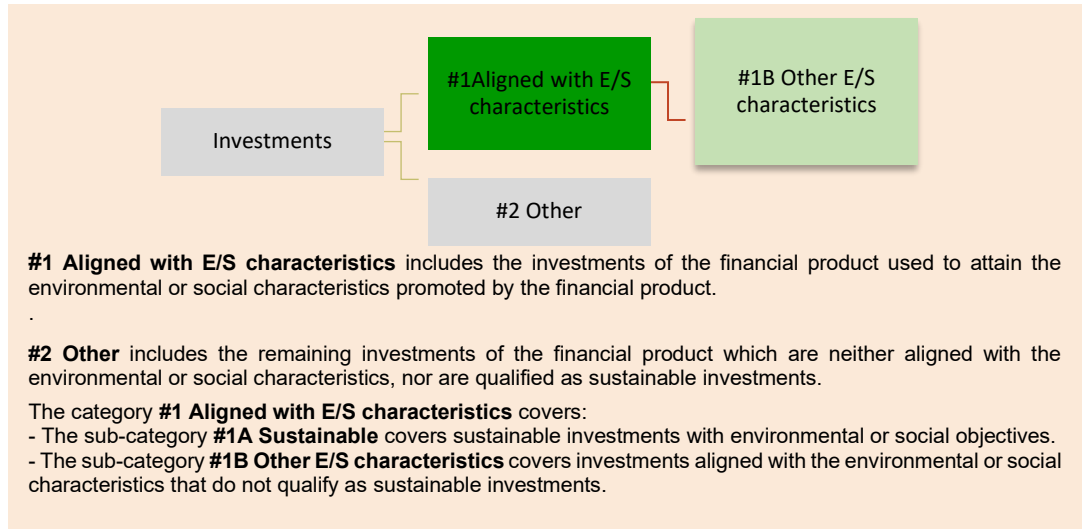 #1Aligned with E/S
characteristics
#1B Other E/S
characteristics
Investments
#2 Other
#1 Aligned with E/S characteristics includes the investments of the financial product used to attain the
environmental or social characteristics promoted by the financial product.
.
#2 Other includes the remaining investments of the financial product which are neither aligned with the
environmental or social characteristics, nor are qualified as sustainable investments.
The category #1 Aligned with E/S characteristics covers:
- The sub-category #1A Sustainable covers sustainable investments with environmental or social objectives.
- The sub-category #1B Other E/S characteristics covers investments aligned with the environmental or social
characteristics that do not qualify as sustainable investments.